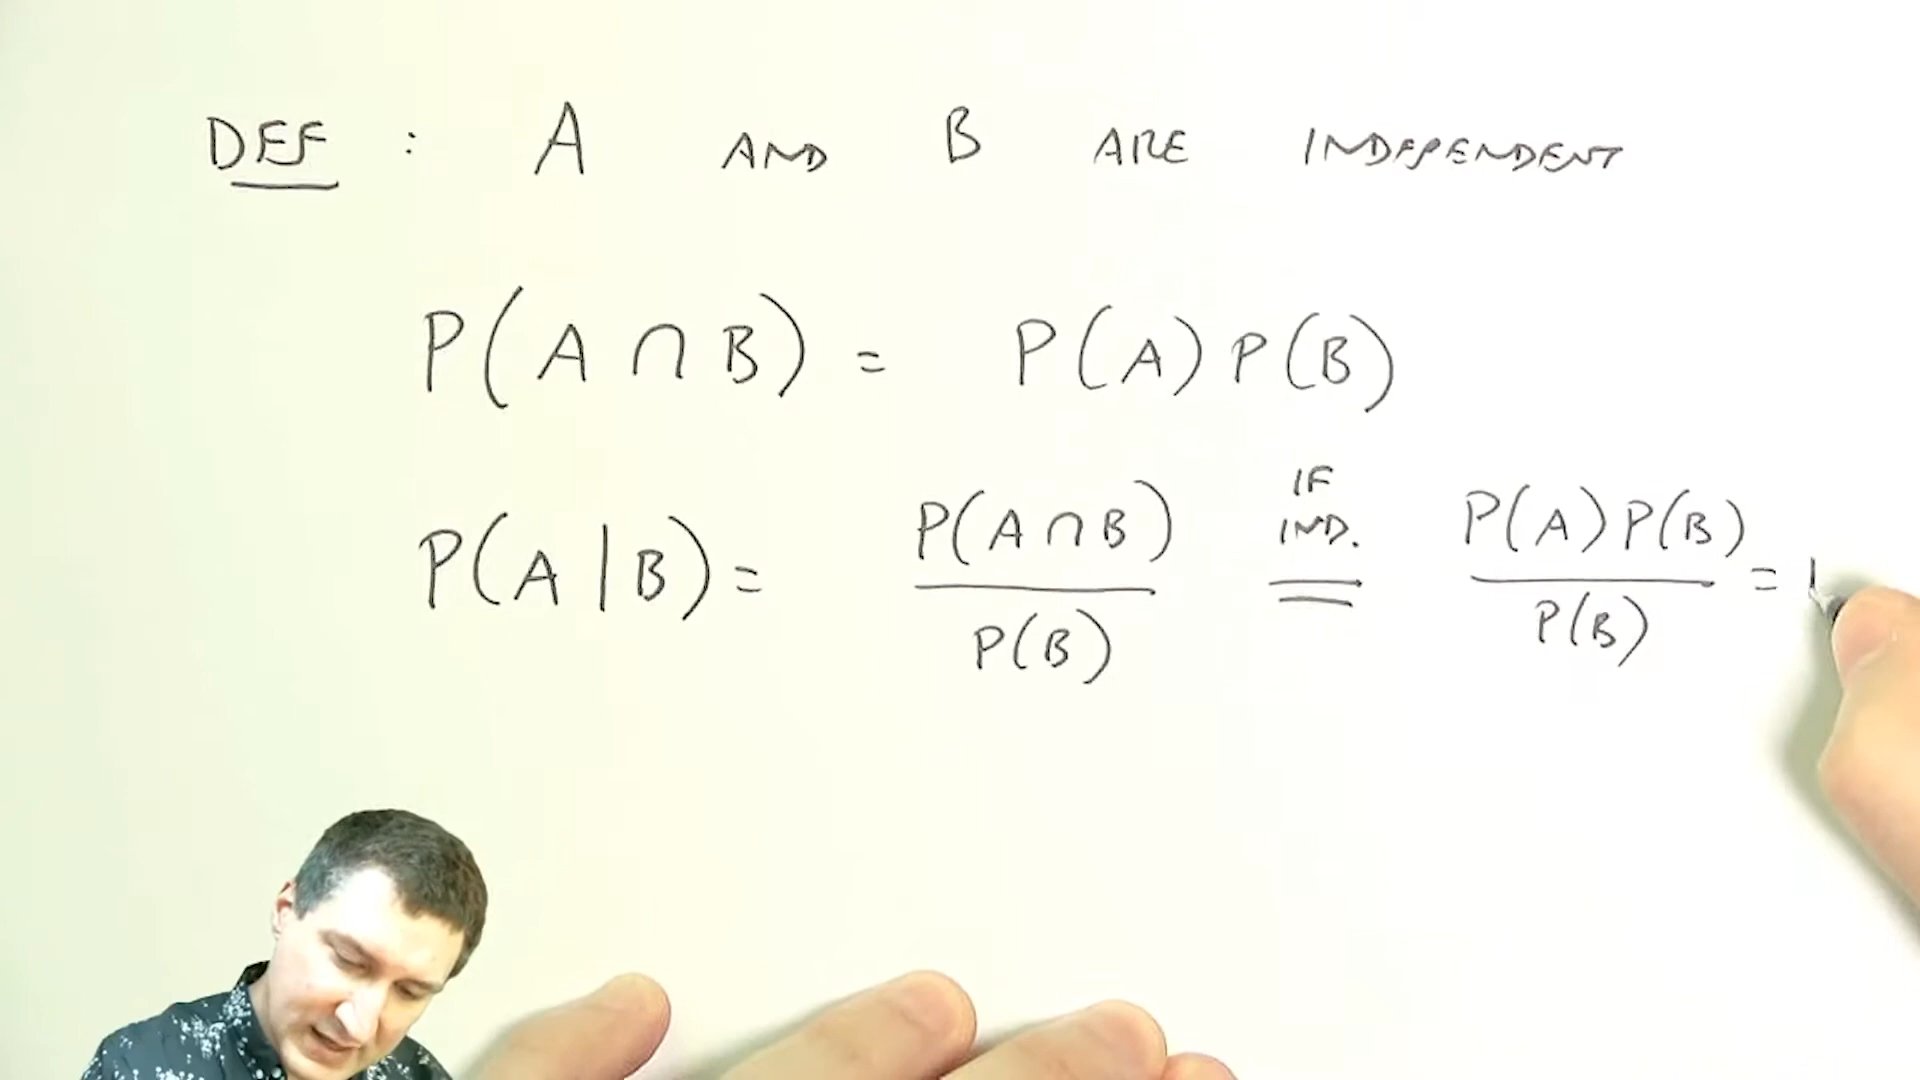 DEF : A AND B ARE INDEPENDENT
P(A ∩ B) = P(A) P(B)
P(A | B) = P(A ∩ B) / P(B) IF IND. = P(A) P(B) / P(B) =